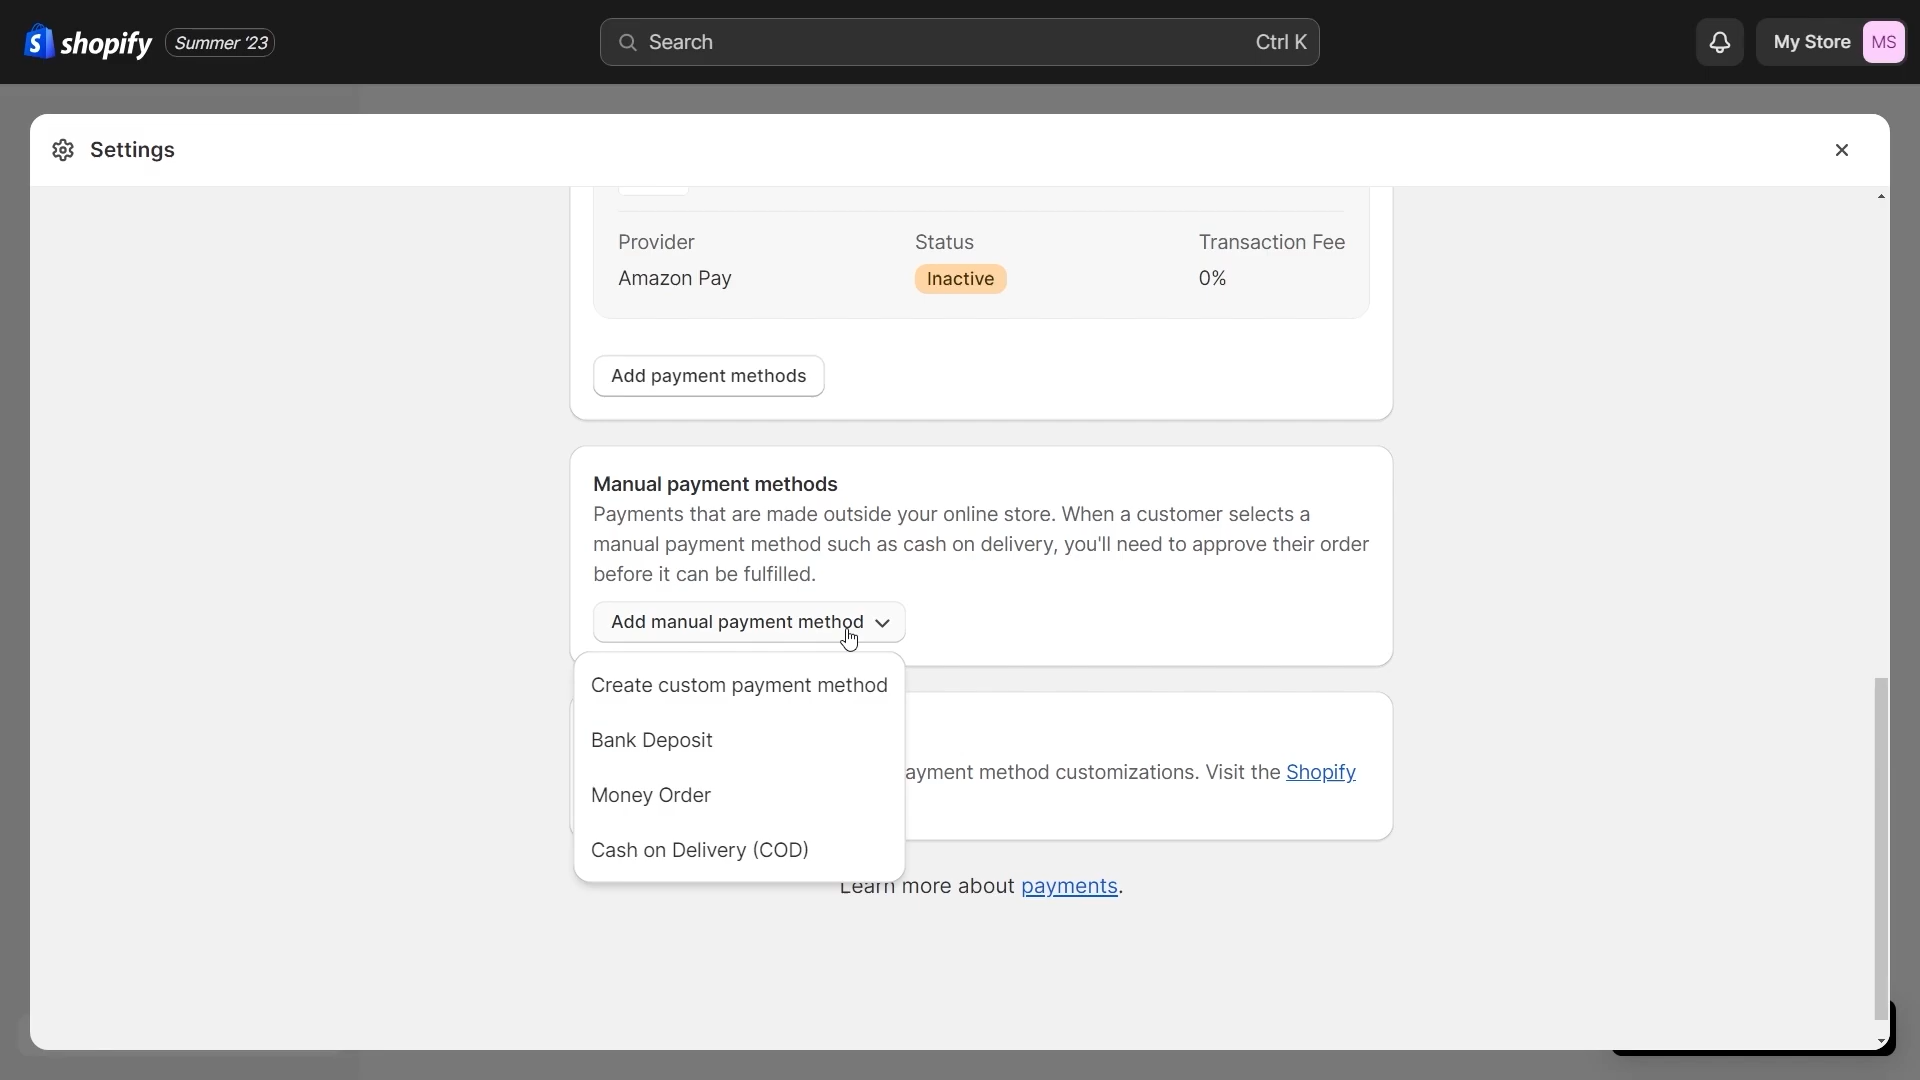 shopify
Summer '23
Search
Ctrl K
My Store
MS
Settings
Provider
Status
Transaction Fee
Amazon Pay
Inactive
0%
Add payment methods
Manual payment methods
Payments that are made outside your online store. When a customer selects a
manual payment method such as cash on delivery, you'll need to approve their order
before it can be fulfilled.
Add manual payment method
Create custom payment method
Bank Deposit
Money Order
Cash on Delivery (COD)
ayment method customizations. Visit the Shopify
Learn more about payments.